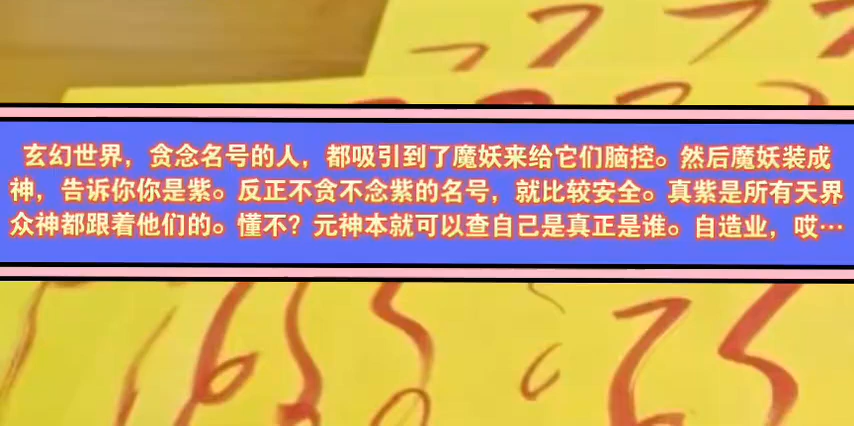 玄幻世界，贪念名号的人，都吸引到了魔妖来给它们脑控。然后魔妖装成
神，告诉你你是紫。反正不贪不念紫的名号，就比较安全。真紫是所有天界
众神都跟着他们的。懂不？元神本就可以查自己是真正是谁。自造业，哎…